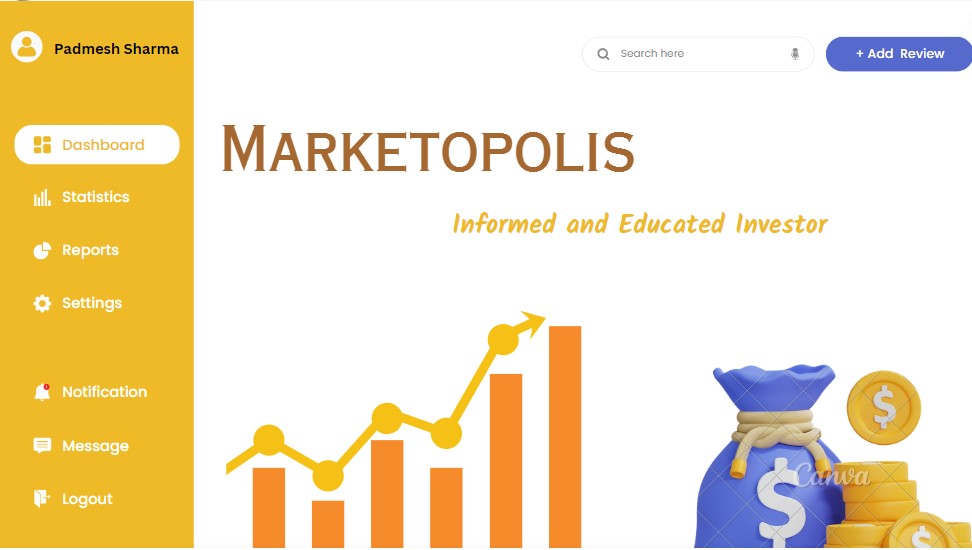 Padmesh Sharma
Search here
+ Add Review
Dashboard
Statistics
Reports
Settings
Notification
Message
Logout
MARKETOPOLIS
Informed and Educated Investor
$
$
Canva
$